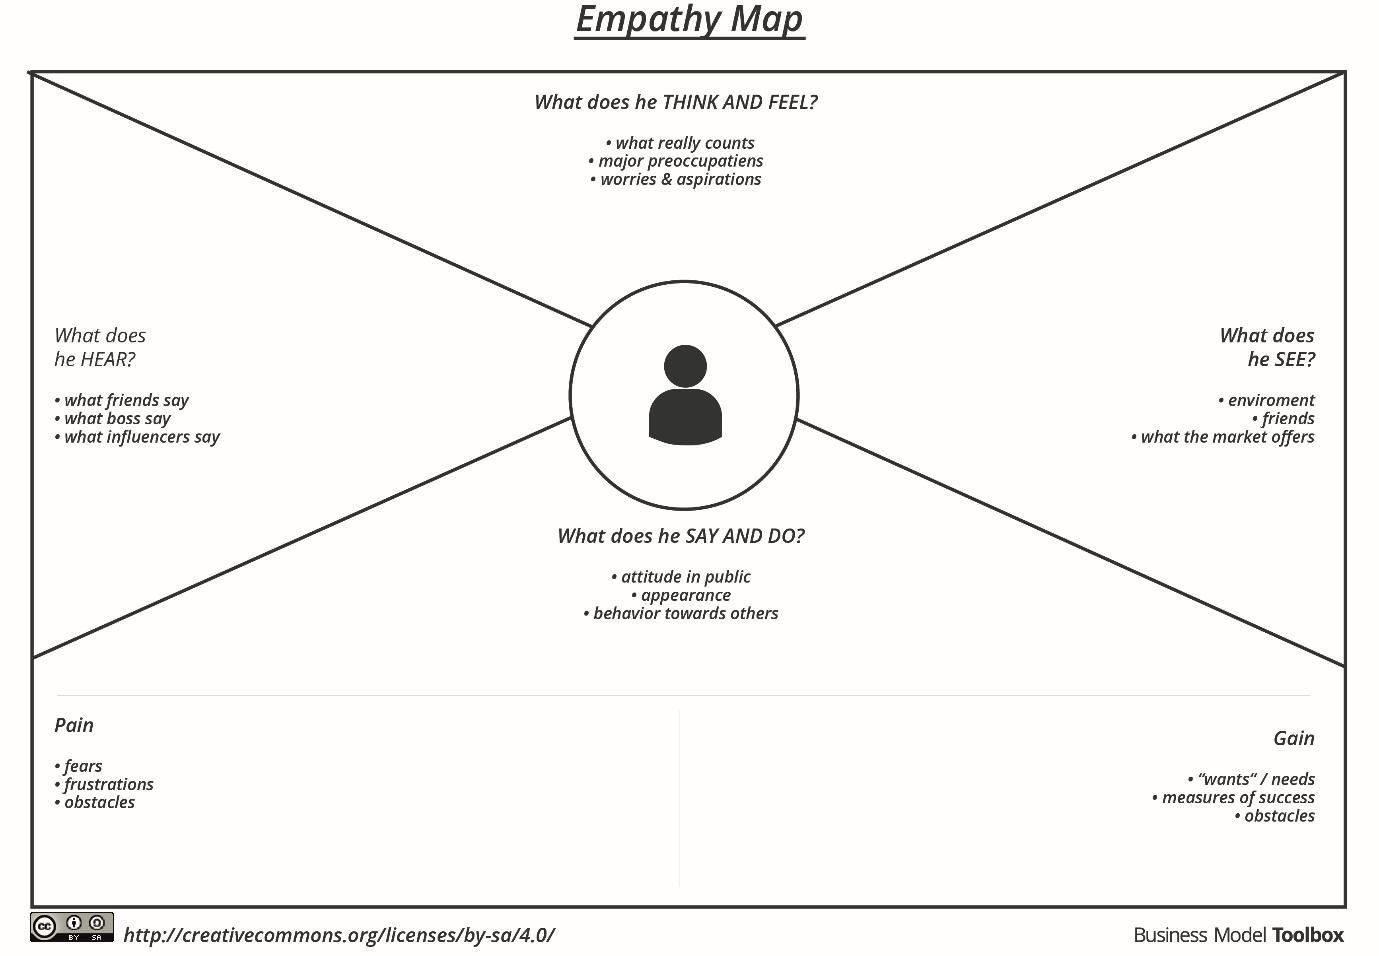 Empathy Map
What does he THINK AND FEEL?
• what really counts
• major preoccupatiens
• worries & aspirations
What does
he HEAR?
• what friends say
• what boss say
• what influencers say
What does
he SEE?
• enviroment
• friends
• what the market offers
What does he SAY AND DO?
• attitude in public
• appearance
• behavior towards others
Pain
• fears
• frustrations
• obstacles
Gain
• “wants“ / needs
• measures of success
• obstacles
cc
BY SA
http://creativecommons.org/licenses/by-sa/4.0/
Business Model Toolbox